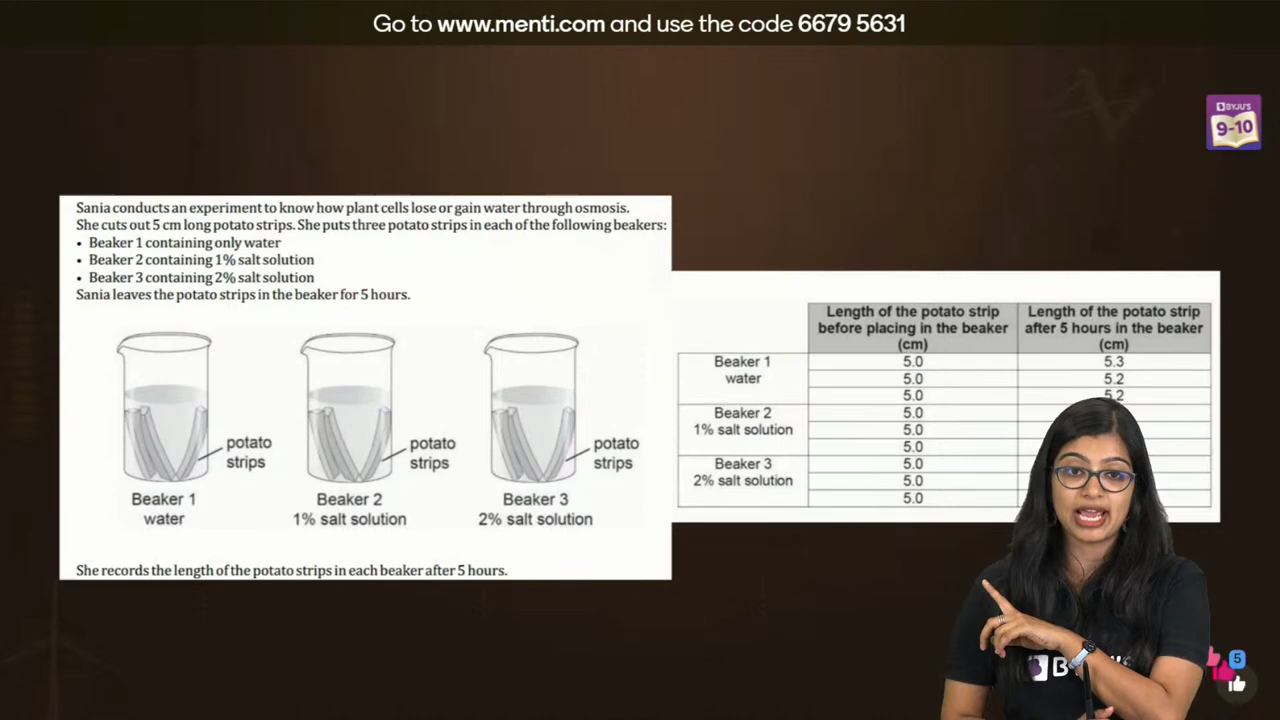 Go to www.menti.com and use the code 6679 5631
BYJU'S
9-10
Sania conducts an experiment to know how plant cells lose or gain water through osmosis.
She cuts out 5 cm long potato strips. She puts three potato strips in each of the following beakers:
• Beaker 1 containing only water
• Beaker 2 containing 1% salt solution
• Beaker 3 containing 2% salt solution
Sania leaves the potato strips in the beaker for 5 hours.
potato
strips
Beaker 1
water
potato
strips
Beaker 2
1% salt solution
potato
strips
Beaker 3
2% salt solution
She records the length of the potato strips in each beaker after 5 hours.
Length of the potato strip
before placing in the beaker
(cm)
Length of the potato strip
after 5 hours in the beaker
(cm)
Beaker 1
water
5.0 5.3
5.0 5.2
5.0 5.2
Beaker 2
1% salt solution
5.0
5.0
5.0
Beaker 3
2% salt solution
5.0
5.0
5.0
5